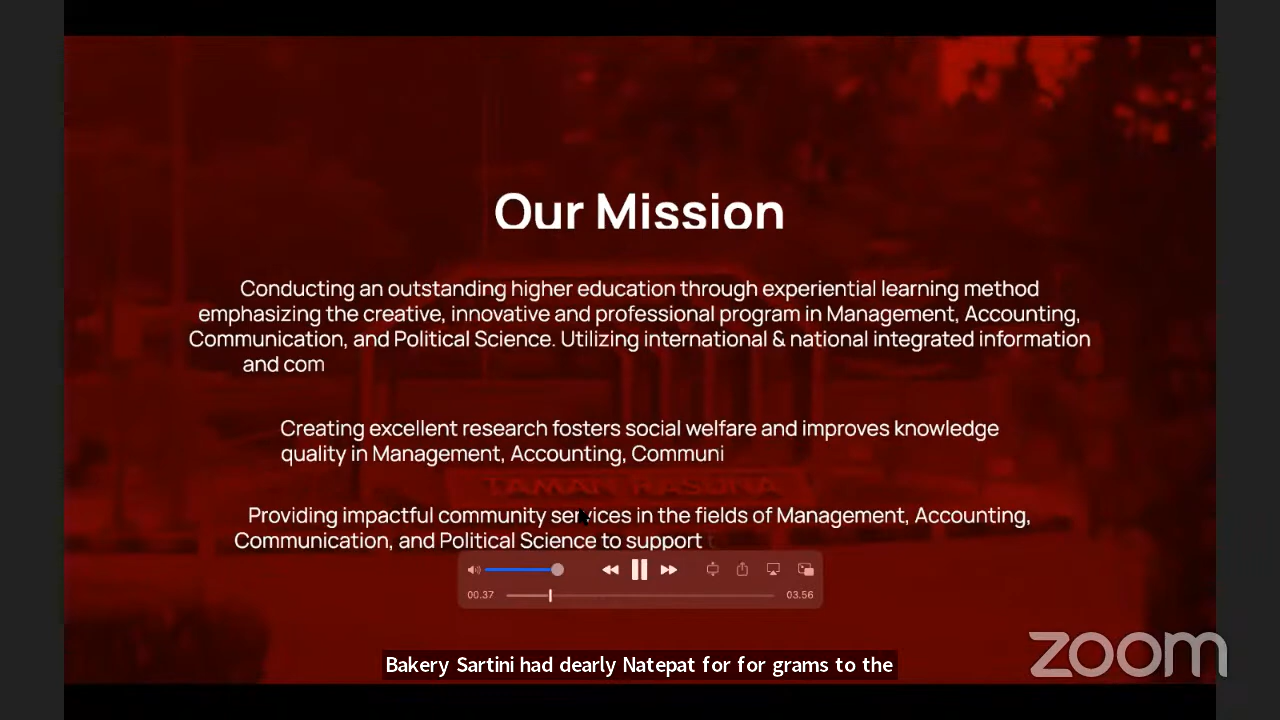 Our Mission
Conducting an outstanding higher education through experiential learning method
emphasizing the creative, innovative and professional program in Management, Accounting,
Communication, and Political Science. Utilizing international & national integrated information
and com
Creating excellent research fosters social welfare and improves knowledge
quality in Management, Accounting, Communi
TAMAN RASUNA
Providing impactful community services in the fields of Management, Accounting,
Communication, and Political Science to support t
00.37
03.56
Bakery Sartini had dearly Natepat for for grams to the
zoom